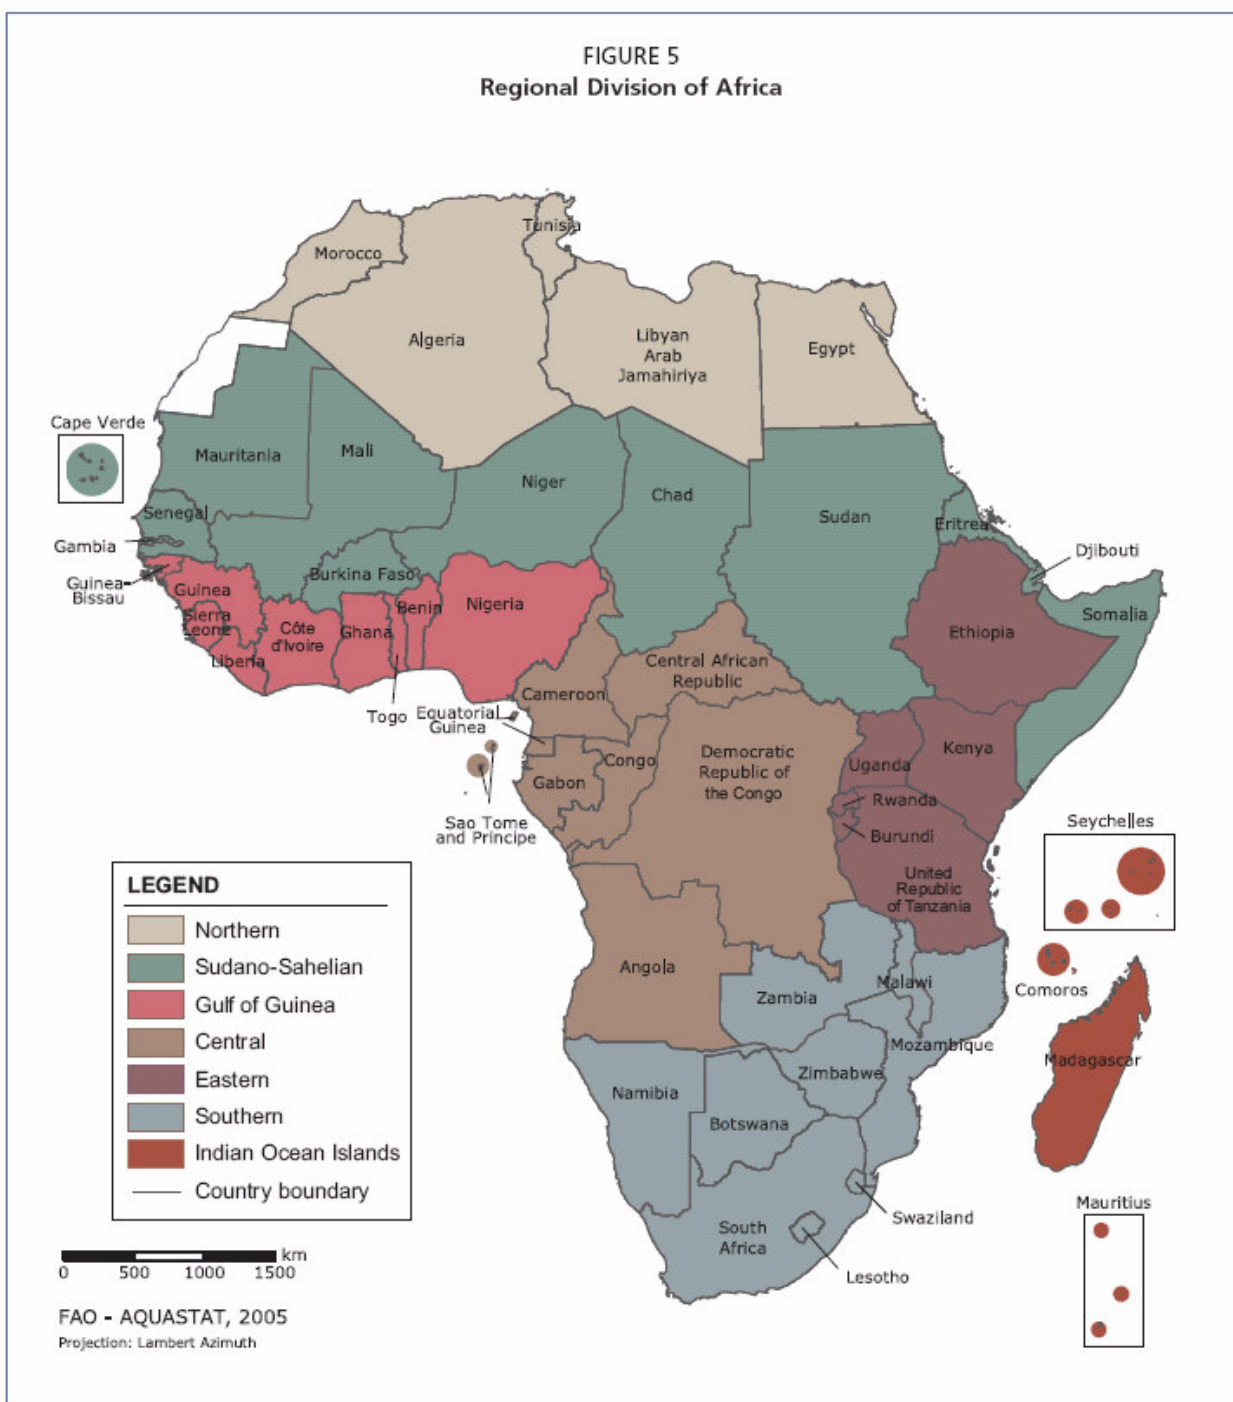 FIGURE 5
Regional Division of Africa
Tunisia
Morocco
Algeria
Libyan
Arab
Jamahiriya
Egypt
Cape Verde
Mauritania
Mali
Niger
Chad
Sudan
Eritrea
Senegal
Gambia
Djibouti
Guinea-
Bissau
Burkina Faso
Guinea
Sierra
Leone
Côte
d'Ivoire
Ghana
Benin
Nigeria
Somalia
Ethiopia
Liberia
Togo
Central African
Republic
Cameroon
Equatorial
Guinea
Gabon
Congo
Democratic
Republic of
the Congo
Uganda
Kenya
Rwanda
Burundi
Sao Tome
and Principe
United
Republic
of Tanzania
Seychelles
Comoros
Angola
Zambia
Malawi
Mozambique
Madagascar
Zimbabwe
Namibia
Botswana
Swaziland
South
Africa
Lesotho
Mauritius
LEGEND
Northern
Sudano-Sahelian
Gulf of Guinea
Central
Eastern
Southern
Indian Ocean Islands
Country boundary
km
0 500 1000 1500
FAO - AQUASTAT, 2005
Projection: Lambert Azimuth